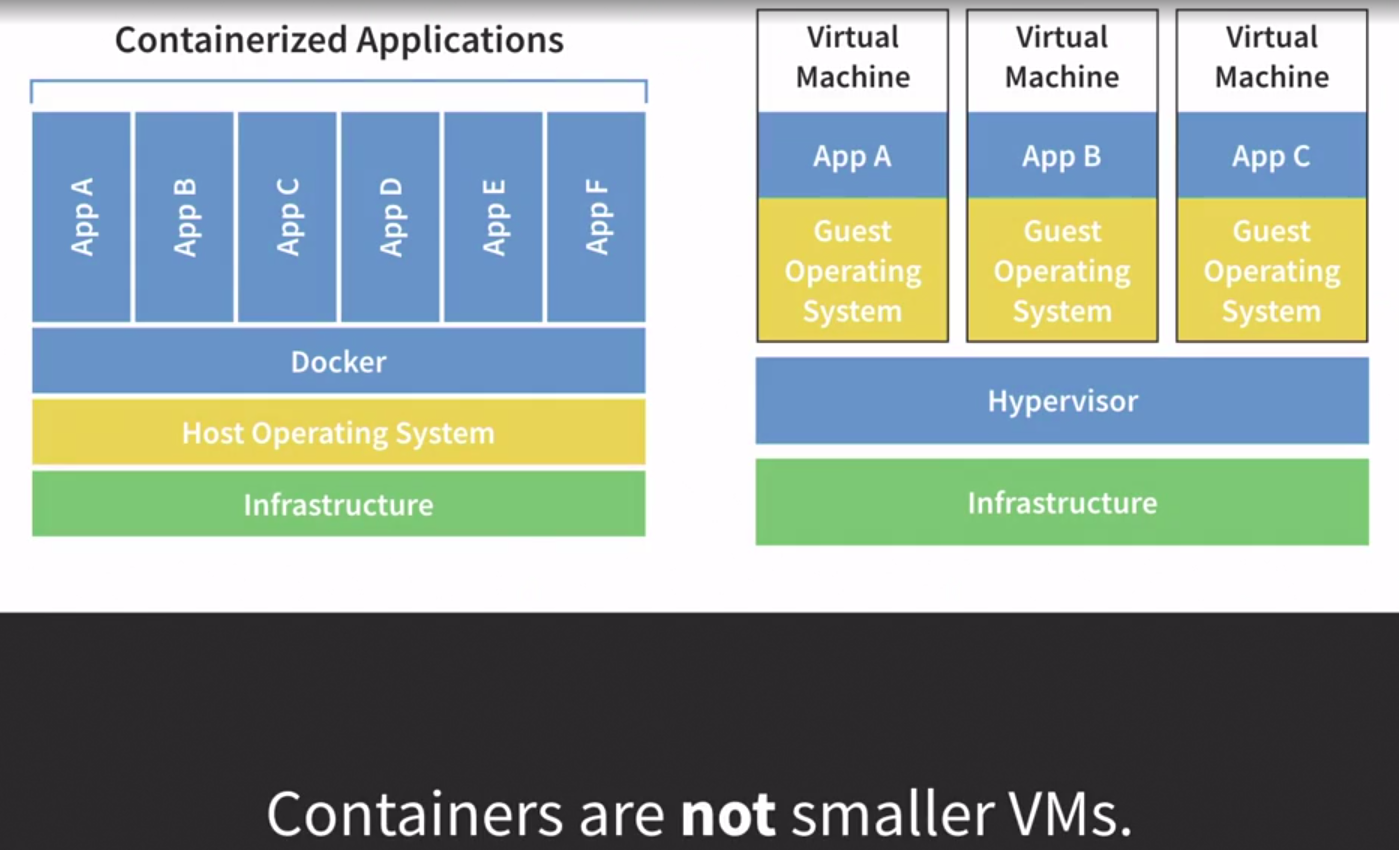 Containerized Applications
App A
App B
App C
App D
App E
App F
Docker
Host Operating System
Infrastructure
Virtual
Machine
App A
Guest
Operating
System
Virtual
Machine
App B
Guest
Operating
System
Virtual
Machine
App C
Guest
Operating
System
Hypervisor
Infrastructure
Containers are not smaller VMs.